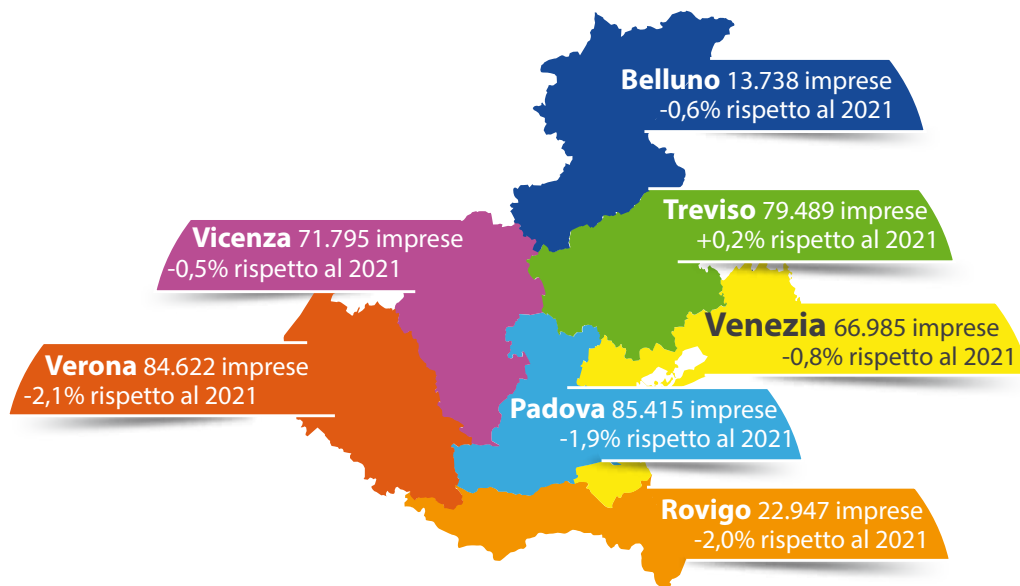 Belluno 13.738 imprese
-0,6% rispetto al 2021
Treviso 79.489 imprese
+0,2% rispetto al 2021
Vicenza 71.795 imprese
-0,5% rispetto al 2021
Venezia 66.985 imprese
-0,8% rispetto al 2021
Verona 84.622 imprese
-2,1% rispetto al 2021
Padova 85.415 imprese
-1,9% rispetto al 2021
Rovigo 22.947 imprese
-2,0% rispetto al 2021